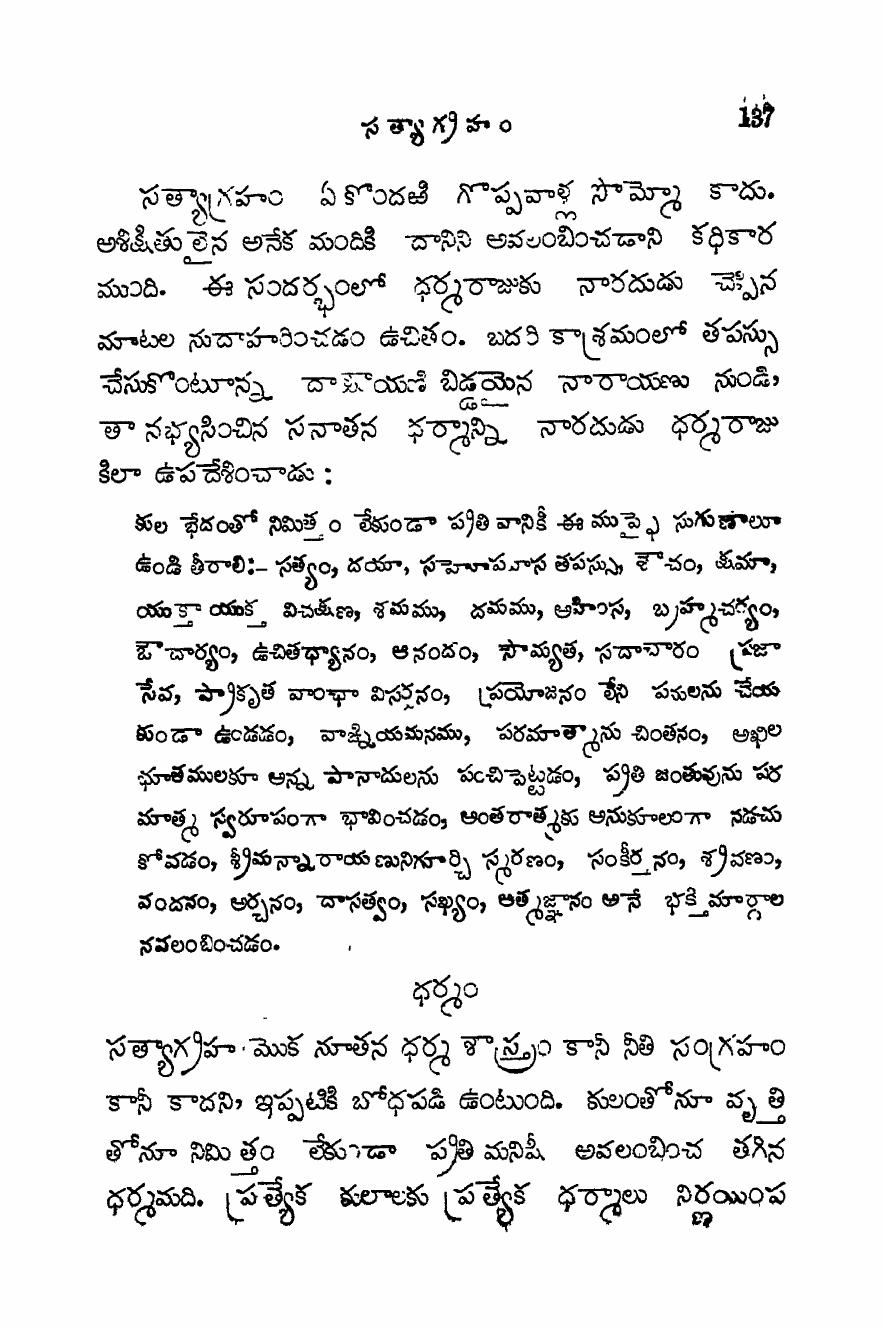 సత్యాగ్రహం 137
సత్యాగ్రహం ఏ కొందఱి గొప్పవాళ్ల సొమ్మో కాదు.
అశిక్షితు లైన అనేక మందికి దానిని అవలంబించడాని కధికార
ముంది. ఈ సందర్భంలో ధర్మరాజుకు నారదుడు చెప్పిన
మాటల నుదాహరించడం ఉచితం. బదరి కాశ్రమంలో తపస్సు
చేసుకొంటూన్న దాక్షాయణి బిడ్డయైన నారాయణు నుండి,
తా నభ్యసించిన సనాతన ధర్మాన్ని నారదుడు ధర్మరాజు
కిలా ఉపదేశించాడు :
కుల భేదంతో నిమిత్తం లేకుండా ప్రతి వానికీ ఈ ముప్ఫై సుగుణాలూ
ఉండి తీరాలి:– సత్యం, దయా, సహెూపవాస తపస్సు, శౌచం, క్షమా,
యుక్తా యుక్త విచక్షణ, శమము, దమము, అహింస, బ్రహ్మచర్యం,
ఔదార్యం, ఉచితధ్యానం, ఆనందం, సౌమ్యత, సదాచారం ప్రజా
సేవ, ప్రాకృత వాంఛా విసర్జనం, ప్రయోజనం లేని పనులను చేయ
కుండా ఉండడం, వాఙ్నియమనము, పరమాత్మాను చింతనం, అఖిల
భూతములకూ అన్న పానాదులను పంచిపెట్టడం, ప్రతి జంతువును పర
మాత్మ స్వరూపంగా భావించడం, అంతరాత్మకు అనుకూలంగా నడచు
కోవడం, శ్రీమన్నారాయణునిగూర్చి స్మరణం, సంకీర్తనం, శ్రవణం,
వందనం, అర్చనం, దాసత్వం, సఖ్యం, ఆత్మజ్ఞానం అనే భక్తిమార్గాల
నవలంబించడం.
ధర్మం
సత్యాగ్రహ మొక నూతన ధర్మ శాస్త్రం కానీ నీతి సంగ్రహం
కానీ కాదని, ఇప్పటికి బోధపడి ఉంటుంది. కులంతోనూ వృత్తి
తోనూ నిమిత్తం లేకుండా ప్రతి మనిషీ అవలంబించ తగిన
ధర్మమది. ప్రత్యేక కులాలకు ప్రత్యేక ధర్మాలు నిర్ణయింప